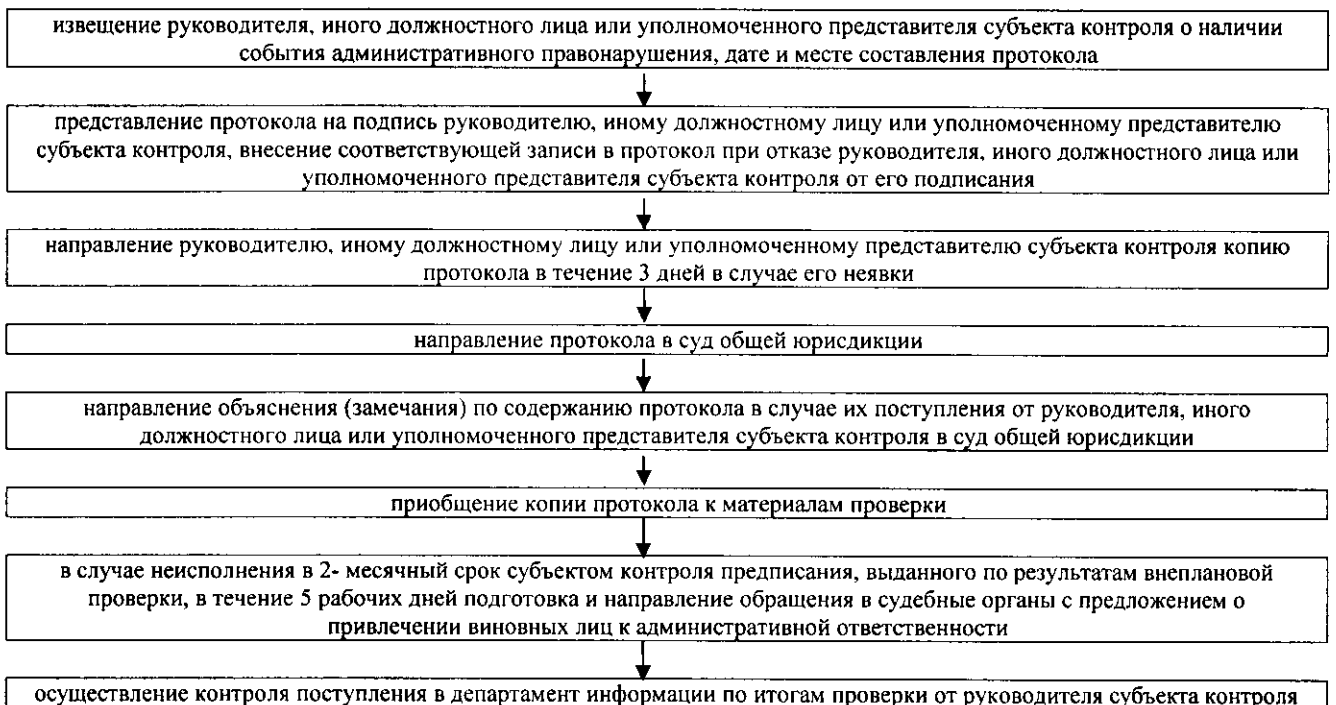 извещение руководителя, иного должностного лица или уполномоченного представителя субъекта контроля о наличии
события административного правонарушения, дате и месте составления протокола
представление протокола на подпись руководителю, иному должностному лицу или уполномоченному представителю
субъекта контроля, внесение соответствующей записи в протокол при отказе руководителя, иного должностного лица или
уполномоченного представителя субъекта контроля от его подписания
направление руководителю, иному должностному лицу или уполномоченному представителю субъекта контроля копию
протокола в течение 3 дней в случае его неявки
направление протокола в суд общей юрисдикции
направление объяснения (замечания) по содержанию протокола в случае их поступления от руководителя, иного
должностного лица или уполномоченного представителя субъекта контроля в суд общей юрисдикции
приобщение копии протокола к материалам проверки
в случае неисполнения в 2- месячный срок субъектом контроля предписания, выданного по результатам внеплановой
проверки, в течение 5 рабочих дней подготовка и направление обращения в судебные органы с предложением о
привлечении виновных лиц к административной ответственности
осуществление контроля поступления в департамент информации по итогам проверки от руководителя субъекта контроля